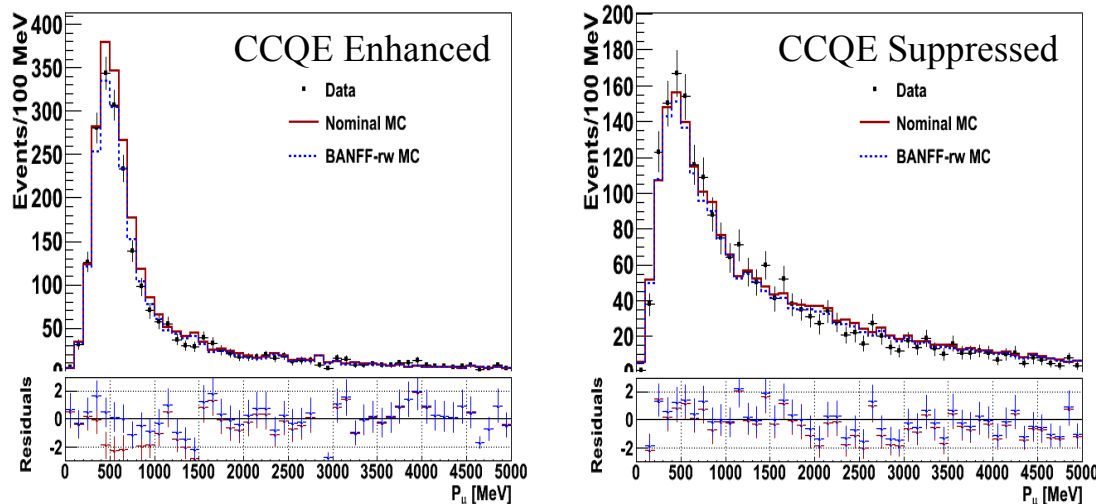 CCQE Enhanced
Events/100 MeV
400
350
300
250
200
150
100
50
0
Data
Nominal MC
BANFF-rw MC
Residuals
2
0
-2
0 500 1000 1500 2000 2500 3000 3500 4000 4500 5000
Pμ [MeV]
CCQE Suppressed
Events/100 MeV
200
180
160
140
120
100
80
60
40
20
0
Data
Nominal MC
BANFF-rw MC
Residuals
2
0
-2
0 500 1000 1500 2000 2500 3000 3500 4000 4500 5000
Pμ [MeV]